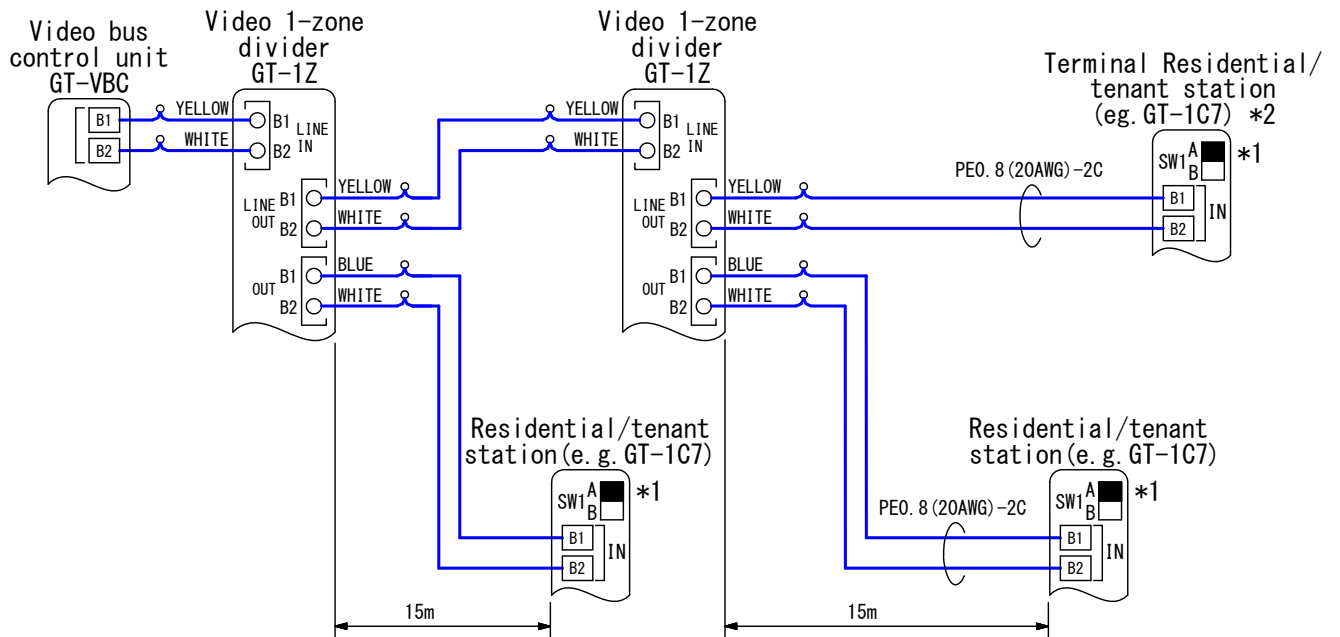 Video bus
control unit
GT-VBC
B1
B2
YELLOW
WHITE
Video 1-zone
divider
GT-1Z
B1
B2
LINE
IN
LINE
OUT
B1
B2
YELLOW
WHITE
OUT
B1
B2
BLUE
WHITE
YELLOW
WHITE
Video 1-zone
divider
GT-1Z
B1
B2
LINE
IN
LINE
OUT
B1
B2
YELLOW
WHITE
OUT
B1
B2
BLUE
WHITE
PE0.8(20AWG)-2C
Terminal Residential/
tenant station
(eg.GT-1C7) *2
SW1 A
B
*1
B1
B2
IN
Residential/tenant
station(e.g.GT-1C7)
SW1 A
B
*1
B1
B2
IN
15m
Residential/tenant
station(e.g.GT-1C7)
PE0.8(20AWG)-2C
SW1 A
B
*1
B1
B2
IN
15m